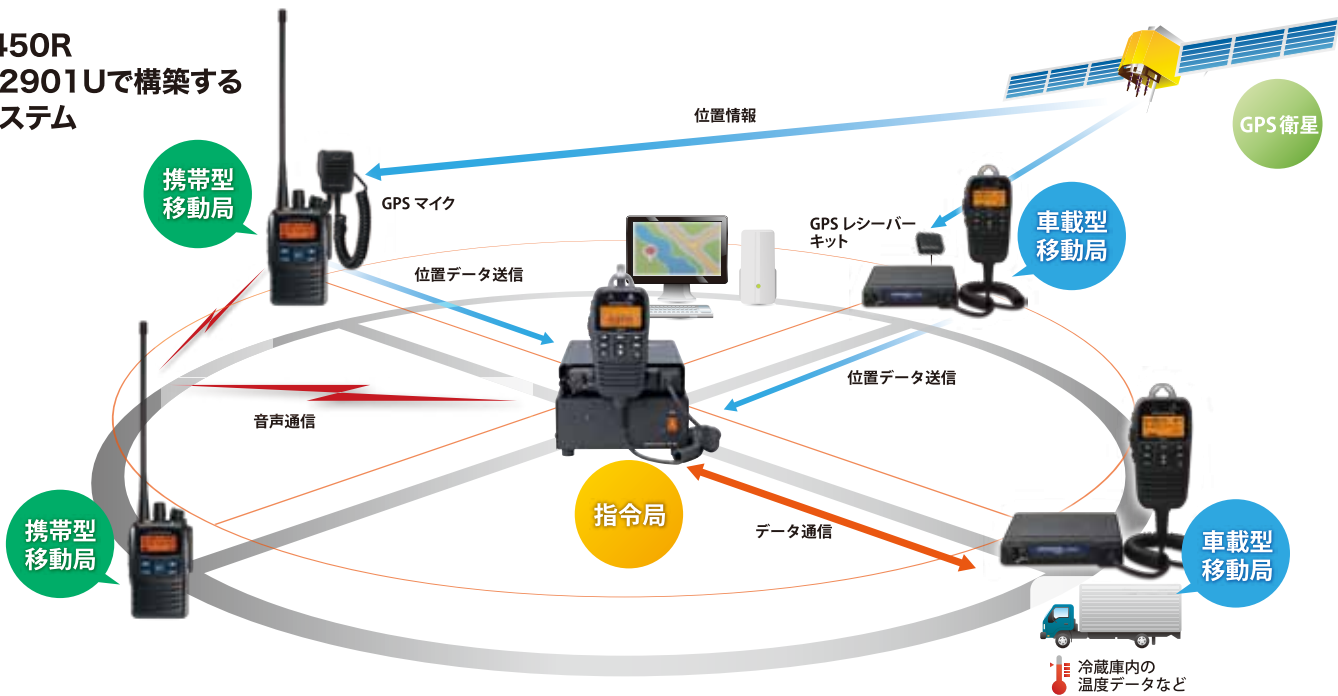 450R
2901Uで構築する
ステム
位置情報
GPS 衛星
携帯型
移動局
GPS マイク
GPS レシーバー
キット
車載型
移動局
位置データ送信
位置データ送信
音声通信
指令局
データ通信
携帯型
移動局
車載型
移動局
冷蔵庫内の
温度データなど